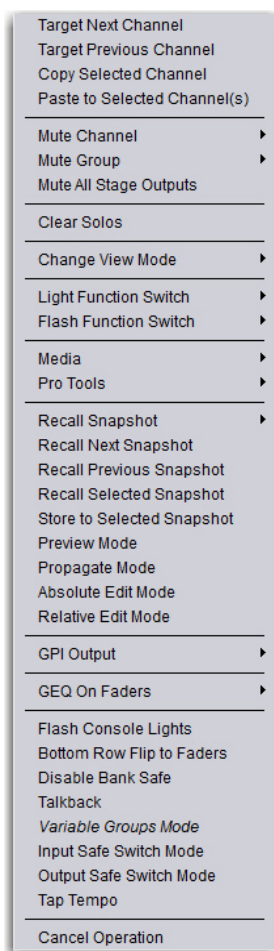 Target Next Channel
Target Previous Channel
Copy Selected Channel
Paste to Selected Channel(s)
Mute Channel
Mute Group
Mute All Stage Outputs
Clear Solos
Change View Mode
Light Function Switch
Flash Function Switch
Media
Pro Tools
Recall Snapshot
Recall Next Snapshot
Recall Previous Snapshot
Recall Selected Snapshot
Store to Selected Snapshot
Preview Mode
Propagate Mode
Absolute Edit Mode
Relative Edit Mode
GPI Output
GEQ On Faders
Flash Console Lights
Bottom Row Flip to Faders
Disable Bank Safe
Talkback
Variable Groups Mode
Input Safe Switch Mode
Output Safe Switch Mode
Tap Tempo
Cancel Operation